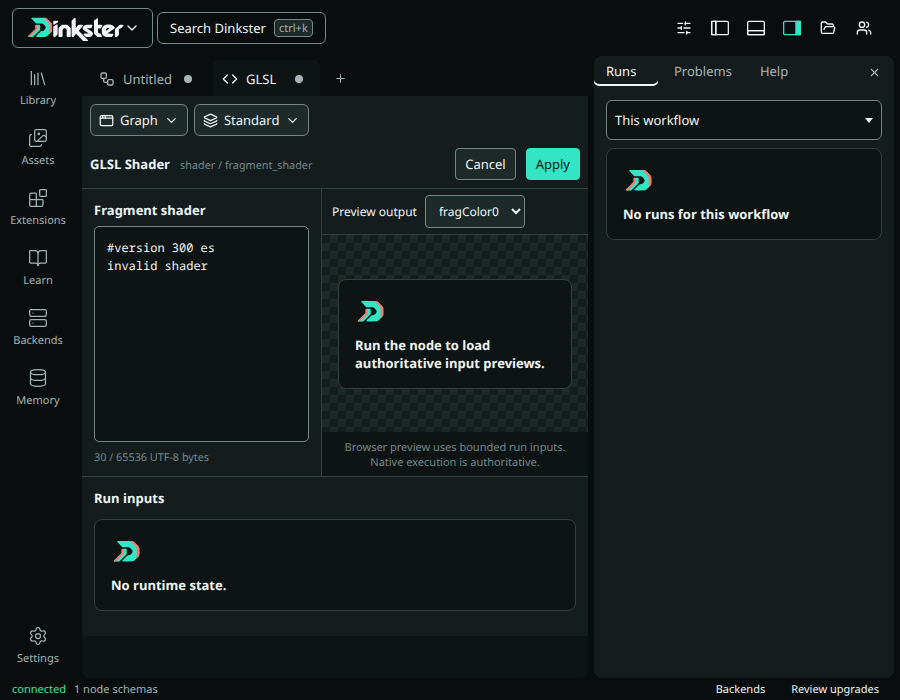 Dinkster
Search Dinkster ctrl+k
Library
Assets
Extensions
Learn
Backends
Memory
Settings
Untitled
GLSL
Graph
Standard
GLSL Shader shader / fragment_shader
Cancel
Apply
Fragment shader
#version 300 es
invalid shader
30 / 65536 UTF-8 bytes
Preview output fragColor0
Run the node to load
authoritative input previews.
Browser preview uses bounded run inputs.
Native execution is authoritative.
Run inputs
No runtime state.
Runs
Problems
Help
This workflow
No runs for this workflow
connected 1 node schemas
Backends
Review upgrades